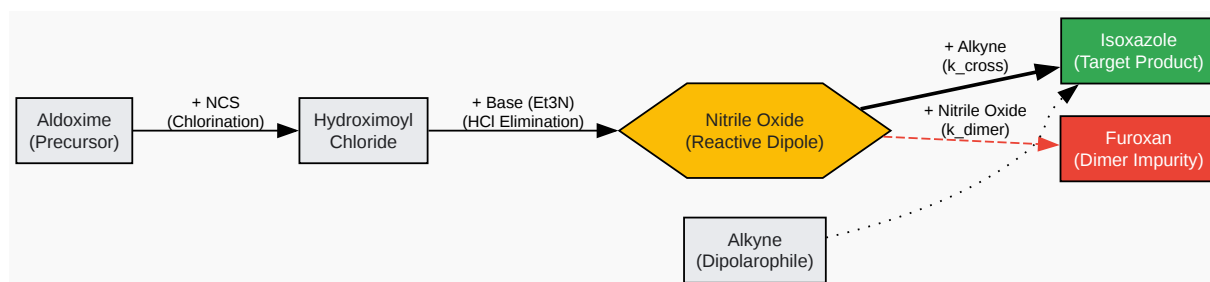 Aldoxime
(Precursor)
+ NCS
(Chlorination)
Hydroximoyl
Chloride
+ Base (Et3N)
(HCl Elimination)
Nitrile Oxide
(Reactive Dipole)
+ Alkyne
(k_cross)
+ Nitrile Oxide
(k_dimer)
Isoxazole
(Target Product)
Furoxan
(Dimer Impurity)
Alkyne
(Dipolarophile)